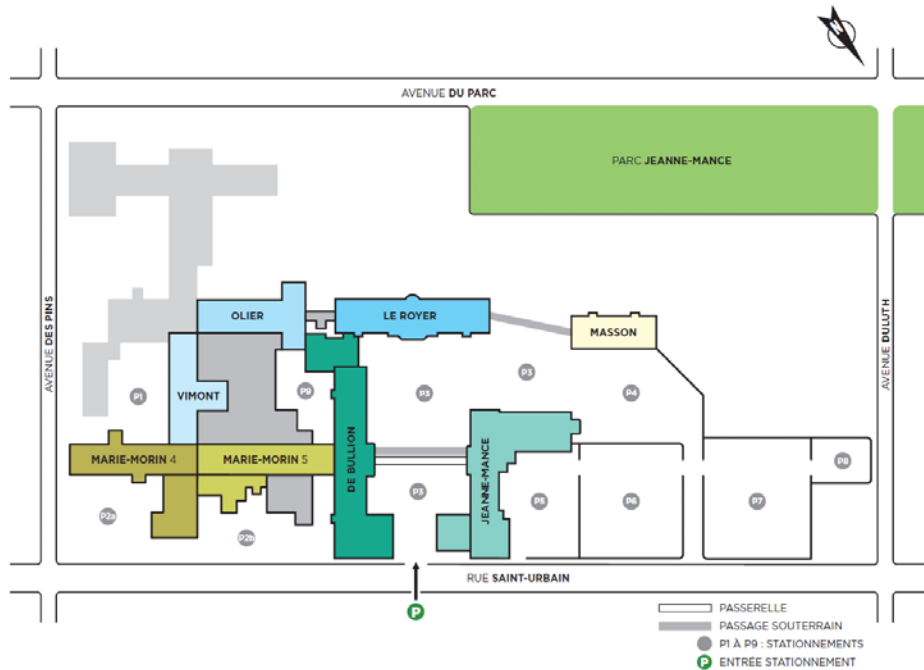 N
AVENUE DU PARC
PARC JEANNE-MANCE
AVENUE DES PINS
AVENUE DULUTH
OLIER
LE ROYER
MASSON
P1
VIMONT
P9
P3
P3
P4
MARIE-MORIN 4
MARIE-MORIN 5
DE BULLION
JEANNE-MANCE
P8
P2a
P2b
P3
P5
P6
P7
RUE SAINT-URBAIN
P
PASSERELLE
PASSAGE SOUTERRAIN
P1 À P9 : STATIONNEMENTS
P ENTRÉE STATIONNEMENT